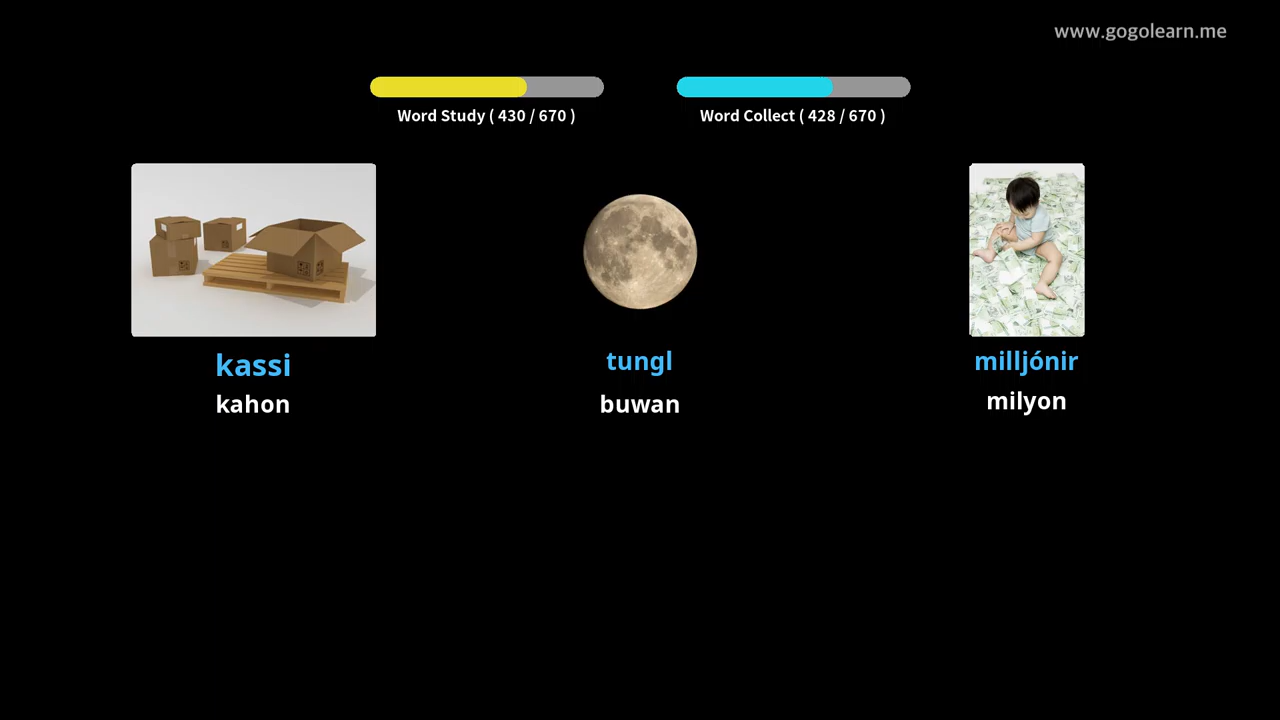 www.gogolearn.me
Word Study ( 430 / 670 )
Word Collect ( 428 / 670 )
kassi
kahon
tungl
buwan
milljónir
milyon